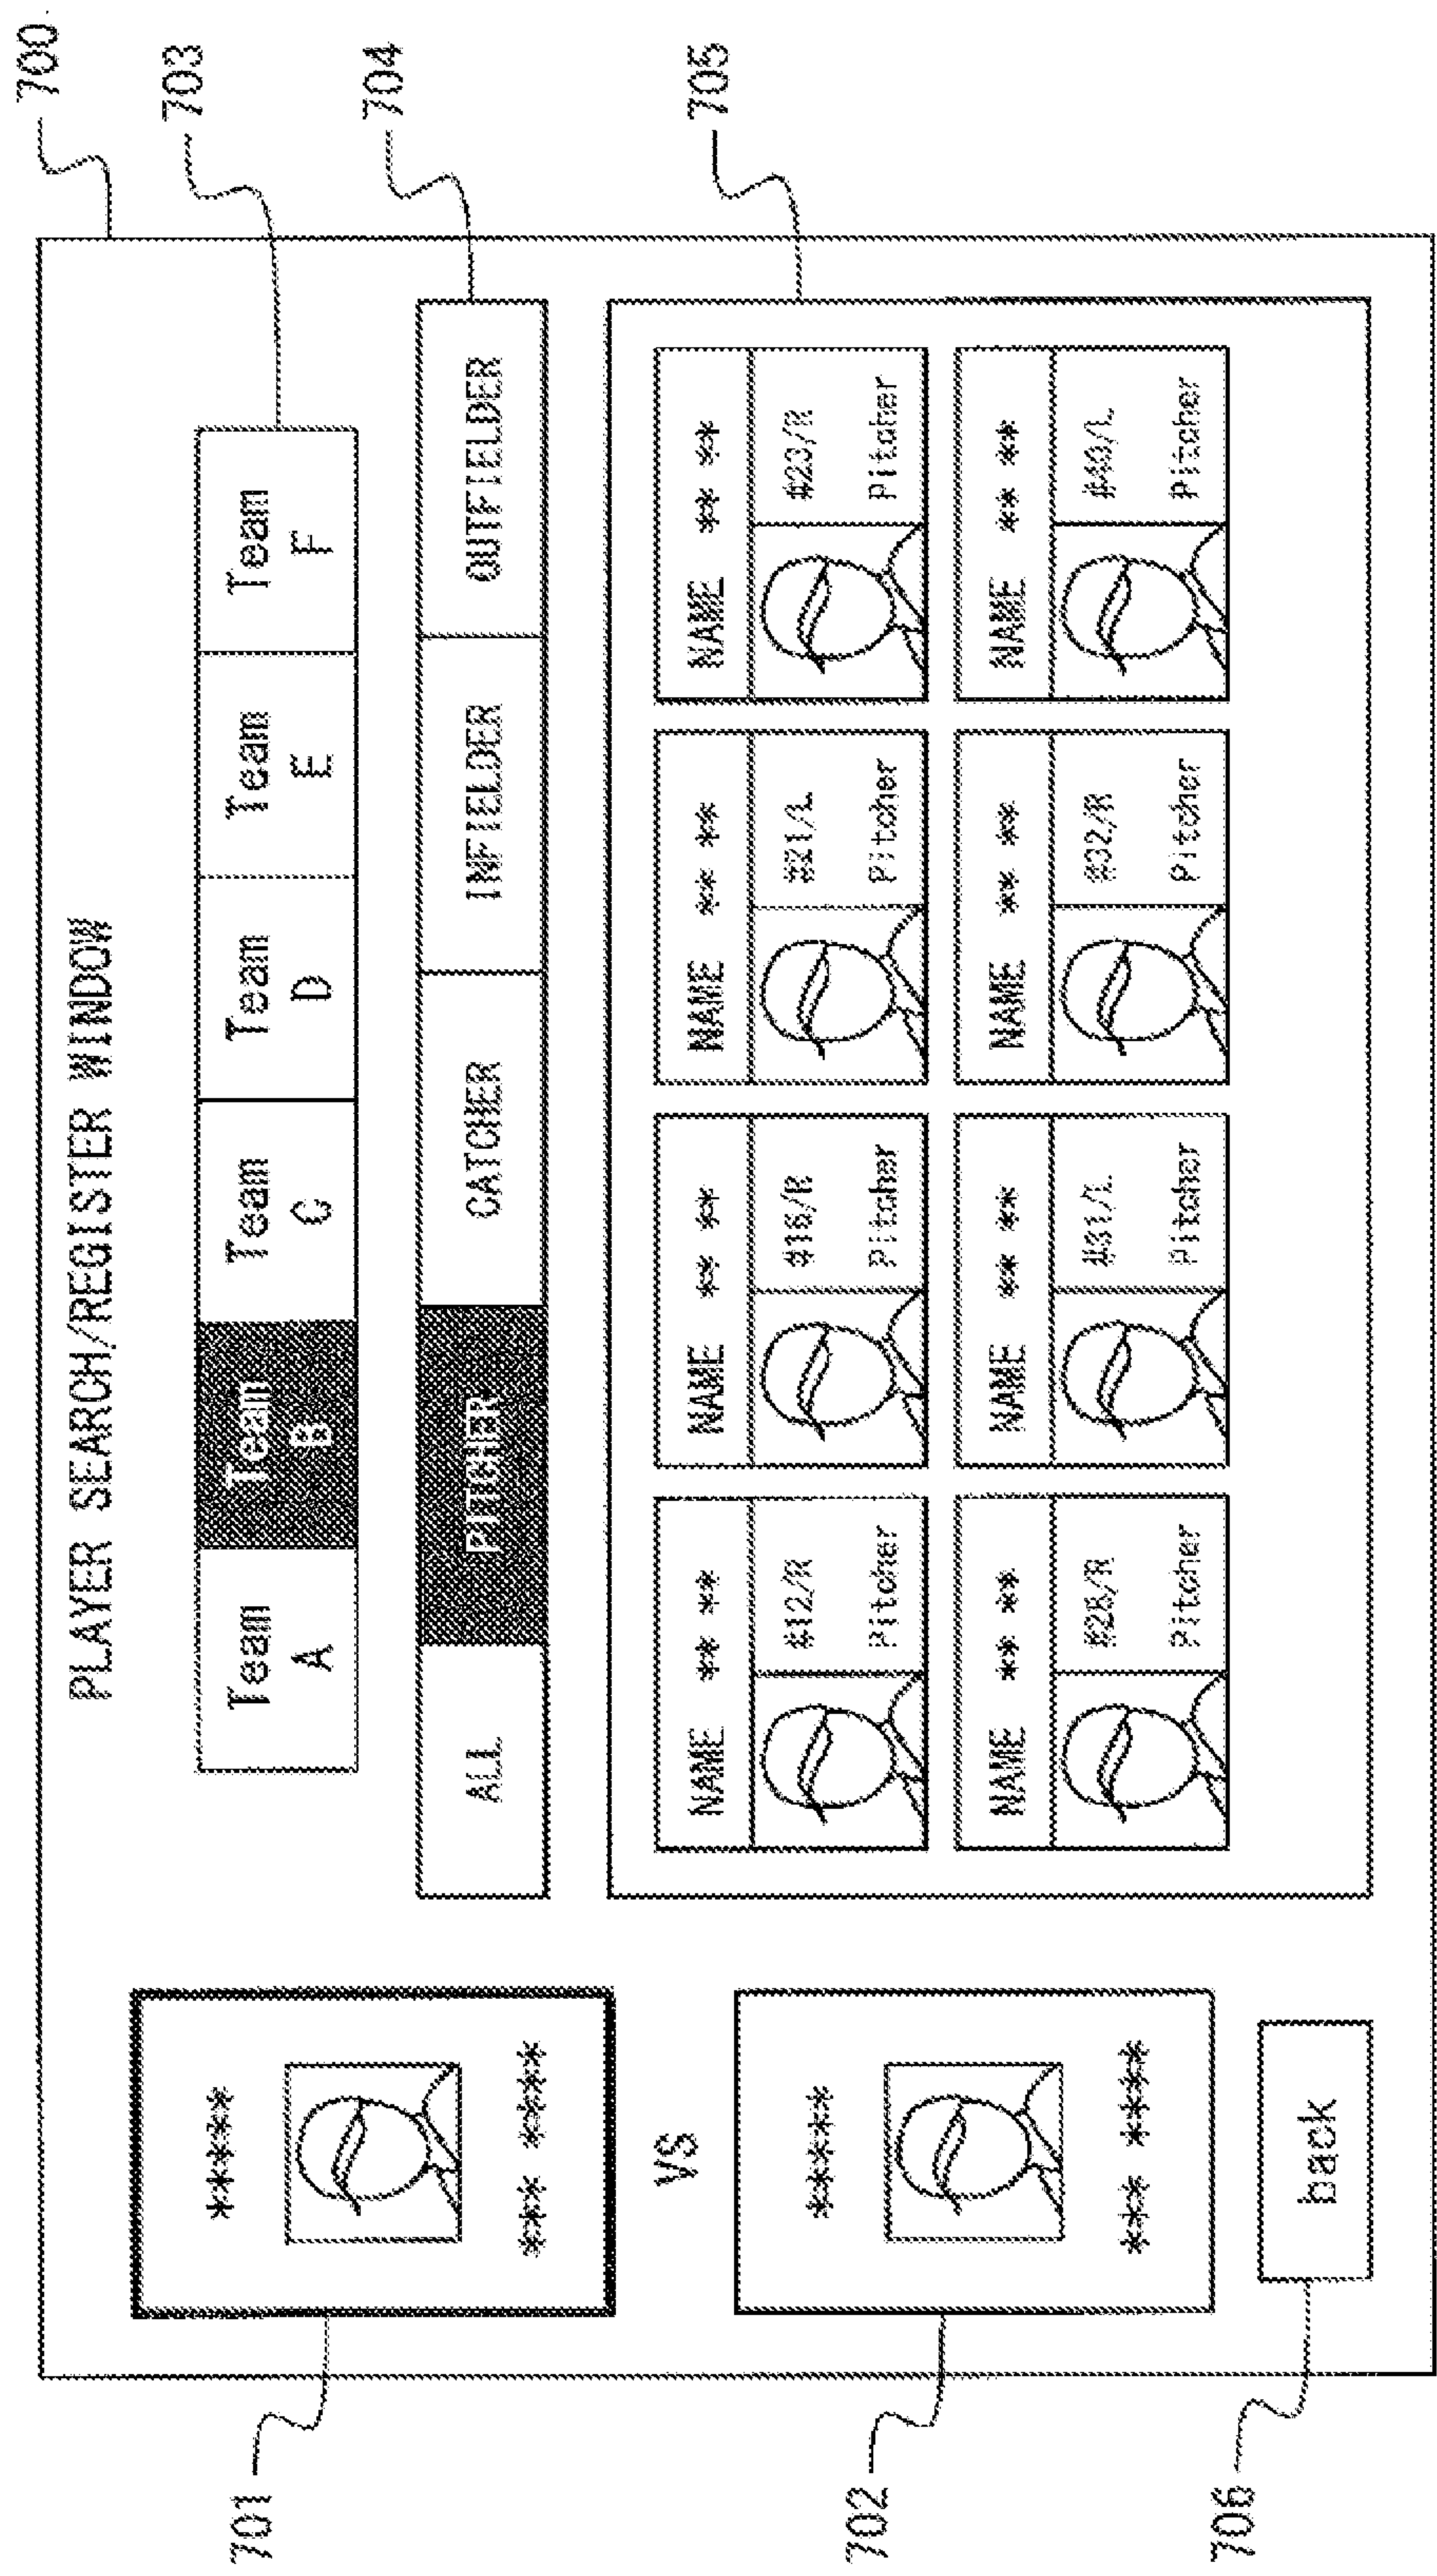 700
PLAYER SEARCH/REGISTER WINDOW
701
*****
*** ****
VS
702
*****
*** ****
706
back
703
Team A
Team B
Team C
Team D
Team E
Team F
704
ALL
PITCHER
CATCHER
INFIELDER
OUTFIELDER
705
NAME ** **
#12/R
Pitcher
NAME ** **
#16/R
Pitcher
NAME ** **
#21/L
Pitcher
NAME ** **
#23/R
Pitcher
NAME ** **
#28/R
Pitcher
NAME ** **
#31/L
Pitcher
NAME ** **
#32/R
Pitcher
NAME ** **
#40/L
Pitcher